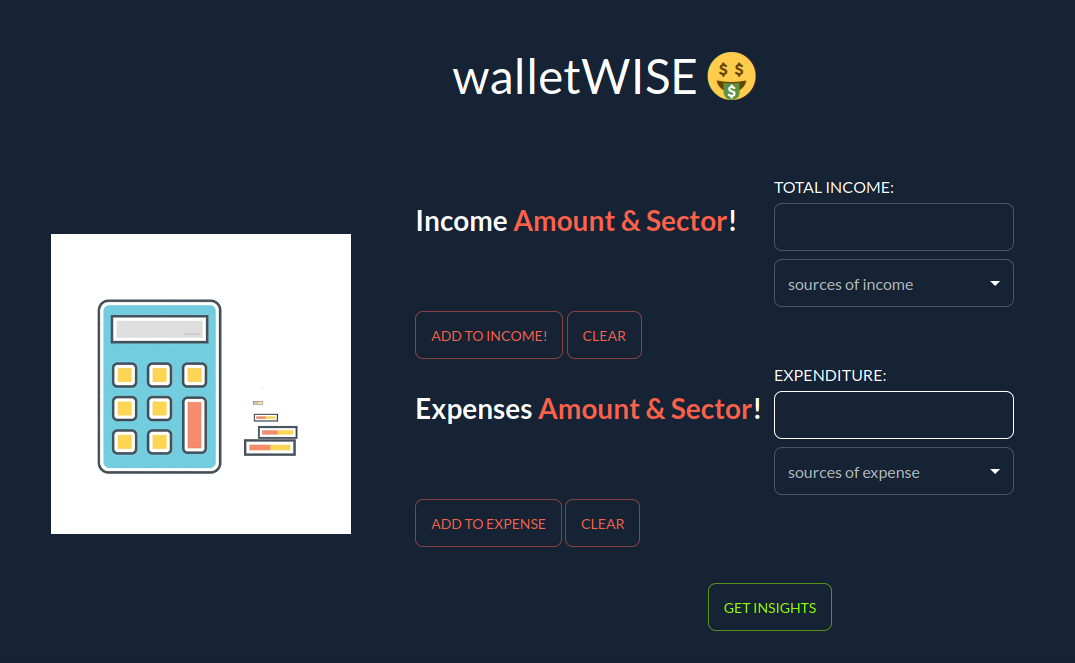 walletWISE
TOTAL INCOME:
Income Amount & Sector!
sources of income
ADD TO INCOME! CLEAR
EXPENDITURE:
Expenses Amount & Sector!
sources of expense
ADD TO EXPENSE CLEAR
GET INSIGHTS